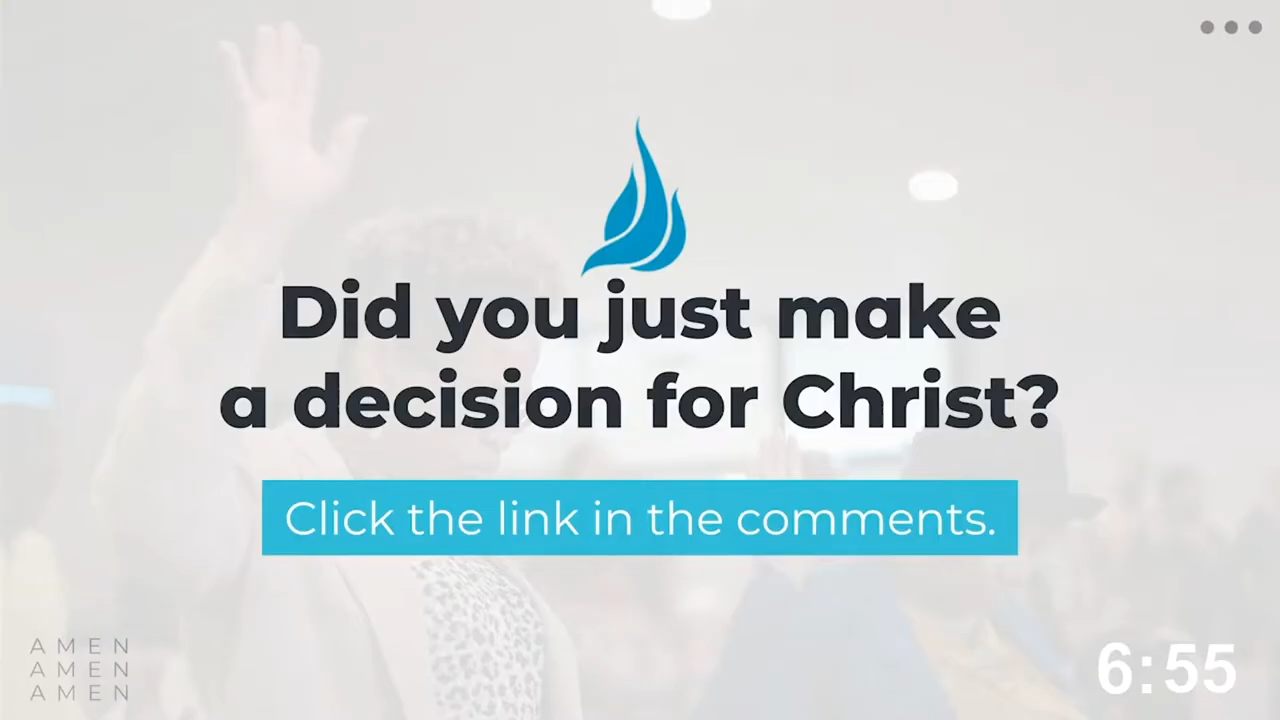 Did you just make
a decision for Christ?
Click the link in the comments.
AMEN
AMEN
AMEN
6:55